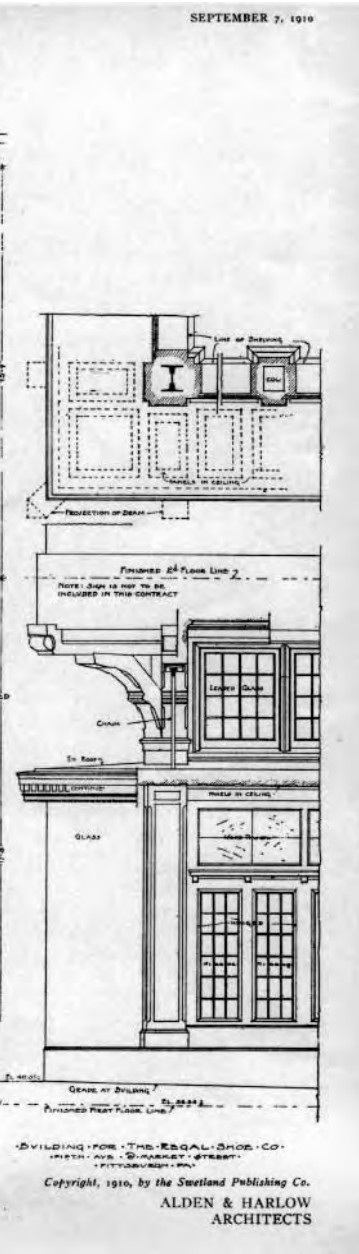 SEPTEMBER 7, 1910
LINE OF SHELVING
COL.
PANELS IN CEILING
PROJECTION OF BEAM
FINISHED 2d FLOOR LINE
NOTE: SIGN IS NOT TO BE
INCLUDED IN THIS CONTRACT
LEADED GLASS
CHAIN
PANELS IN CEILING
GLASS
GRADE AT BUILDING
FINISHED FIRST FLOOR LINE
·BUILDING·FOR·THE·REGAL·SHOE·CO·
·FIFTH·AVE·&·MARKET·STREET·
·PITTSBURGH·PA·
Copyright, 1910, by the Swetland Publishing Co.
ALDEN & HARLOW
ARCHITECTS